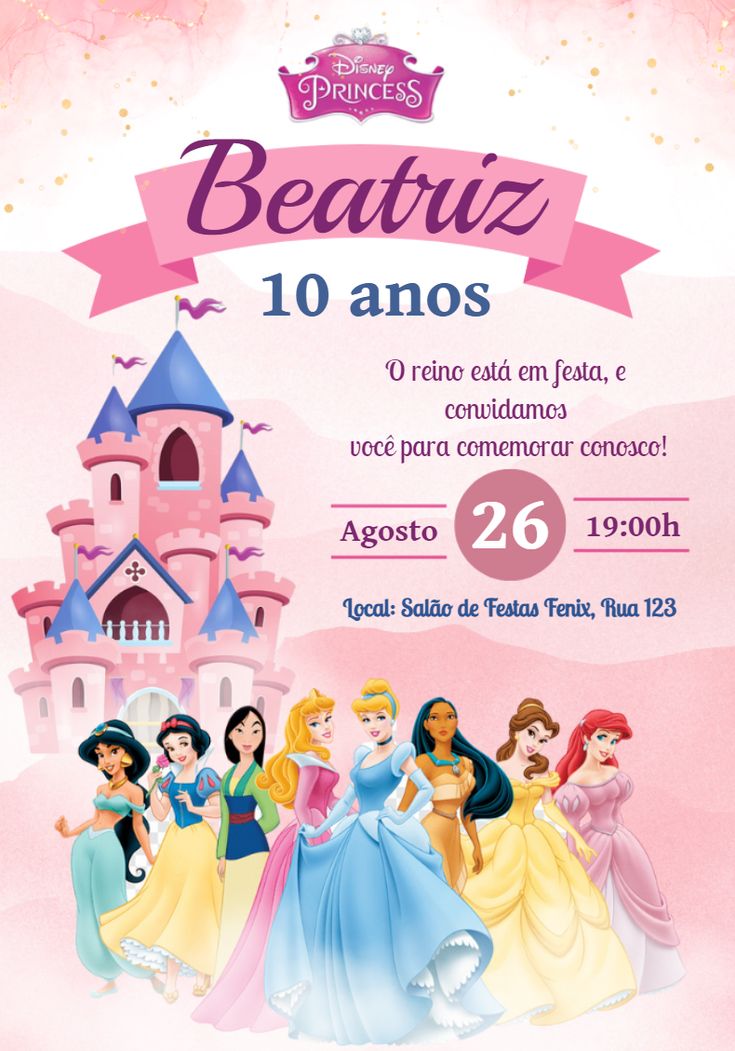 Disney
PRINCESS
Beatriz
10 anos
O reino está em festa, e
convidamos
você para comemorar conosco!
Agosto 26 19:00h
Local: Salão de Festas Fenix, Rua 123